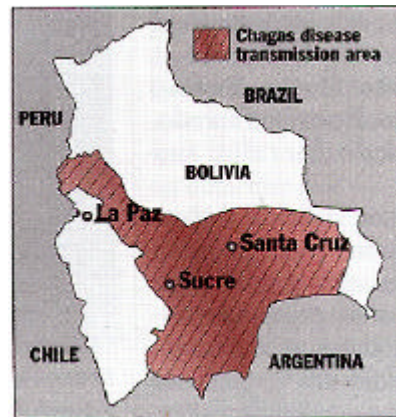 Chagas disease
transmission area
BRAZIL
PERU
BOLIVIA
La Paz
Santa Cruz
Sucre
CHILE
ARGENTINA